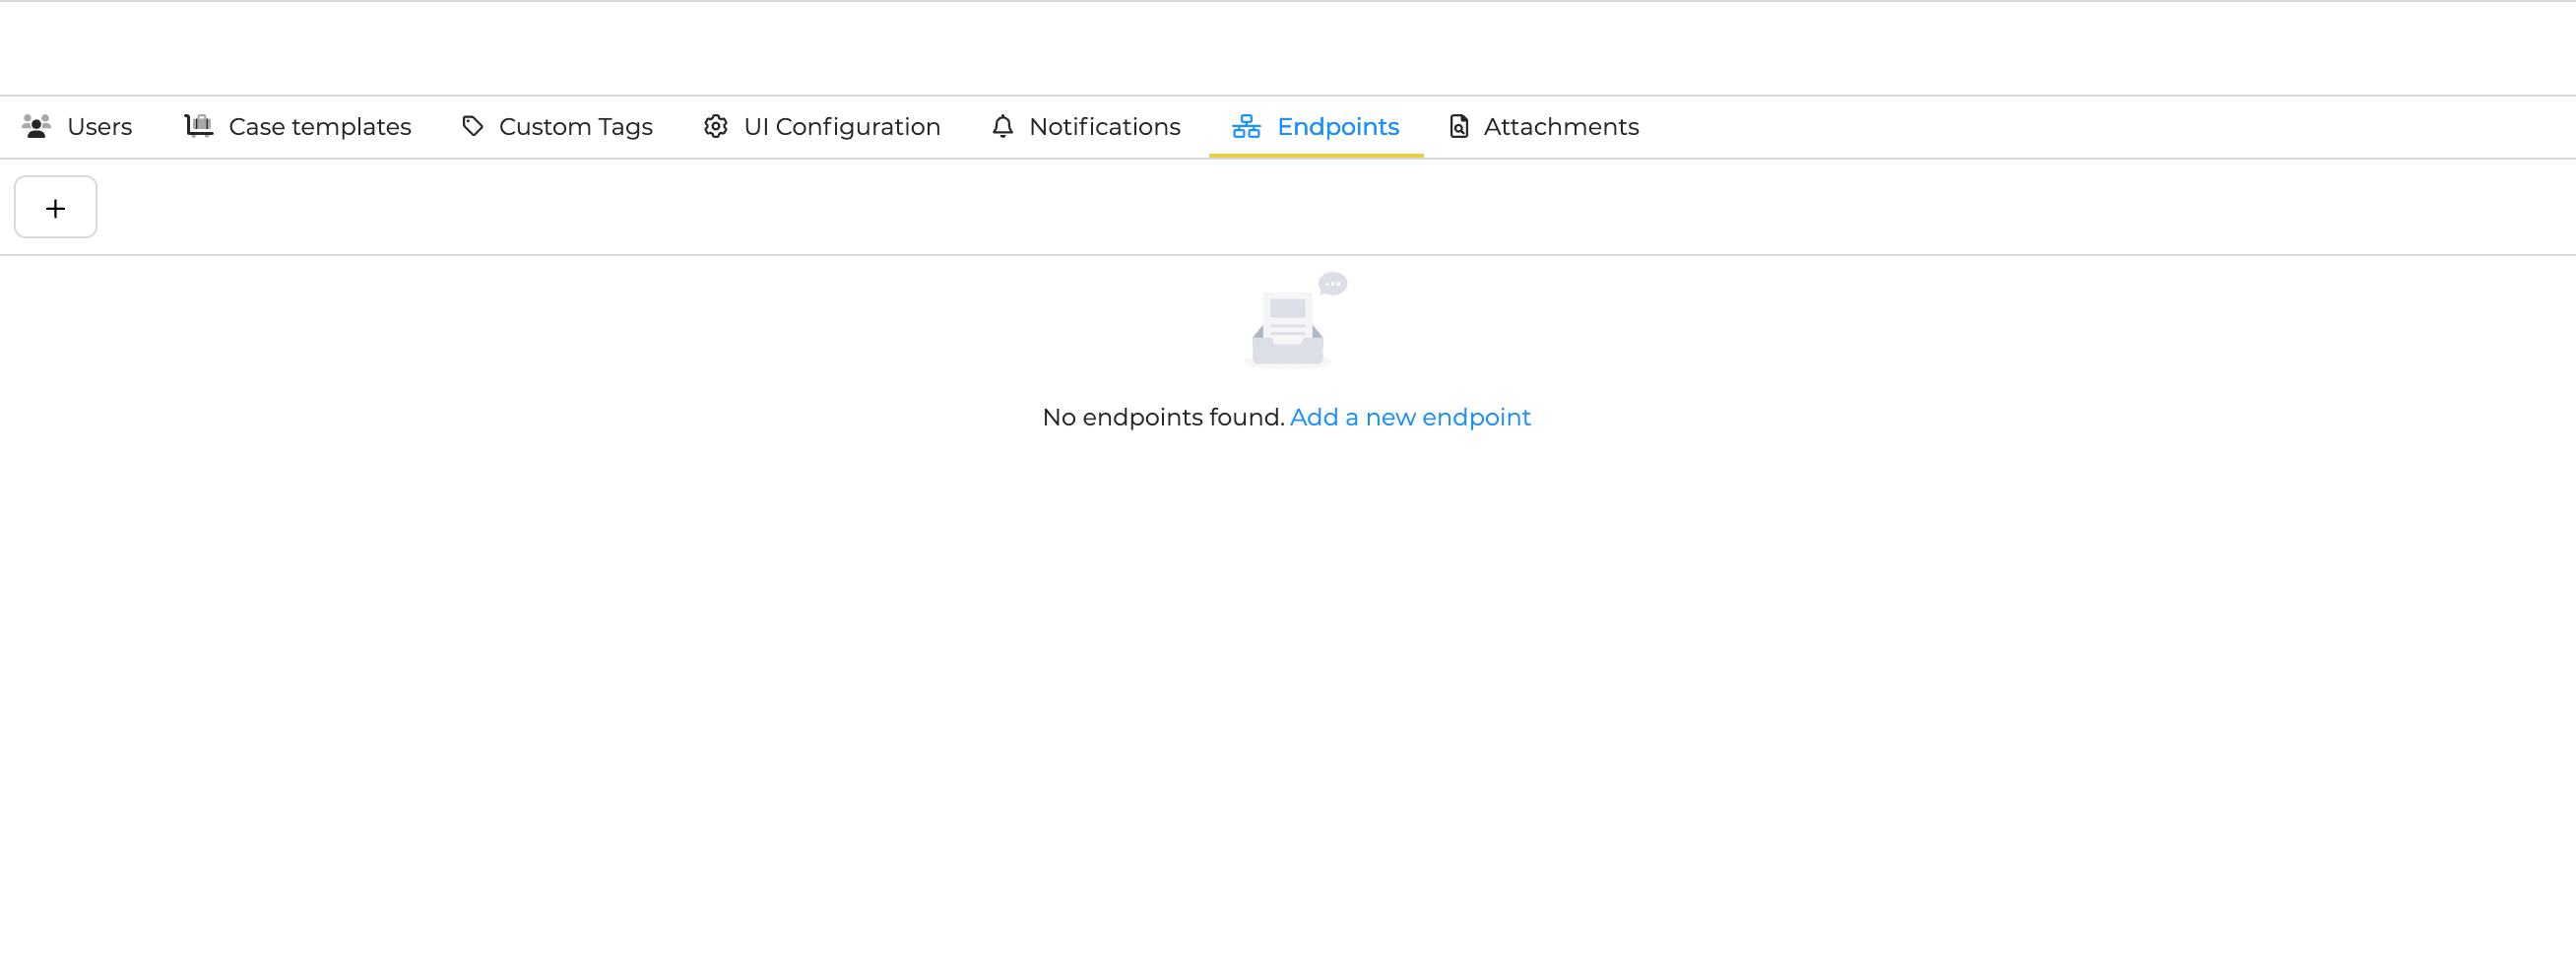 Users Case templates Custom Tags UI Configuration Notifications Endpoints Attachments
+
No endpoints found. Add a new endpoint